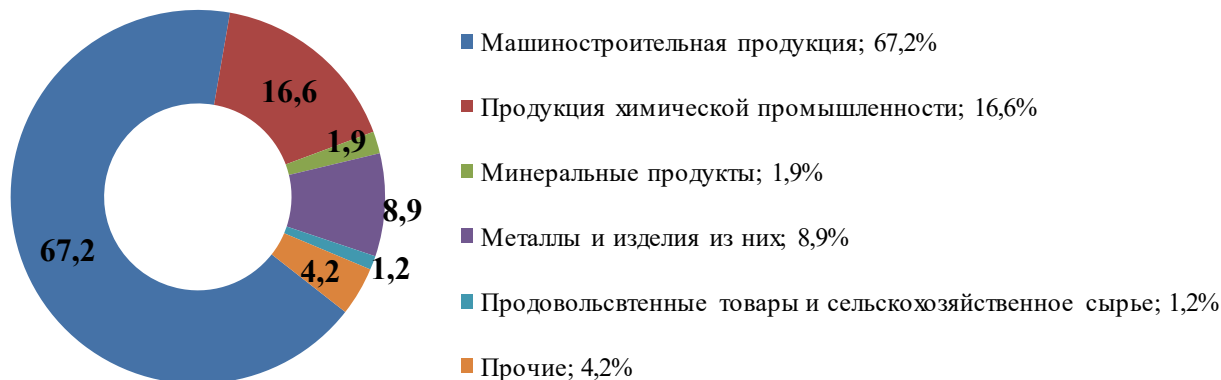 16,6
1,9
8,9
67,2
4,2
1,2
Машиностроительная продукция; 67,2%
Продукция химической промышленности; 16,6%
Минеральные продукты; 1,9%
Металлы и изделия из них; 8,9%
Продовольсвтенные товары и сельскохозяйственное сырье; 1,2%
Прочие; 4,2%